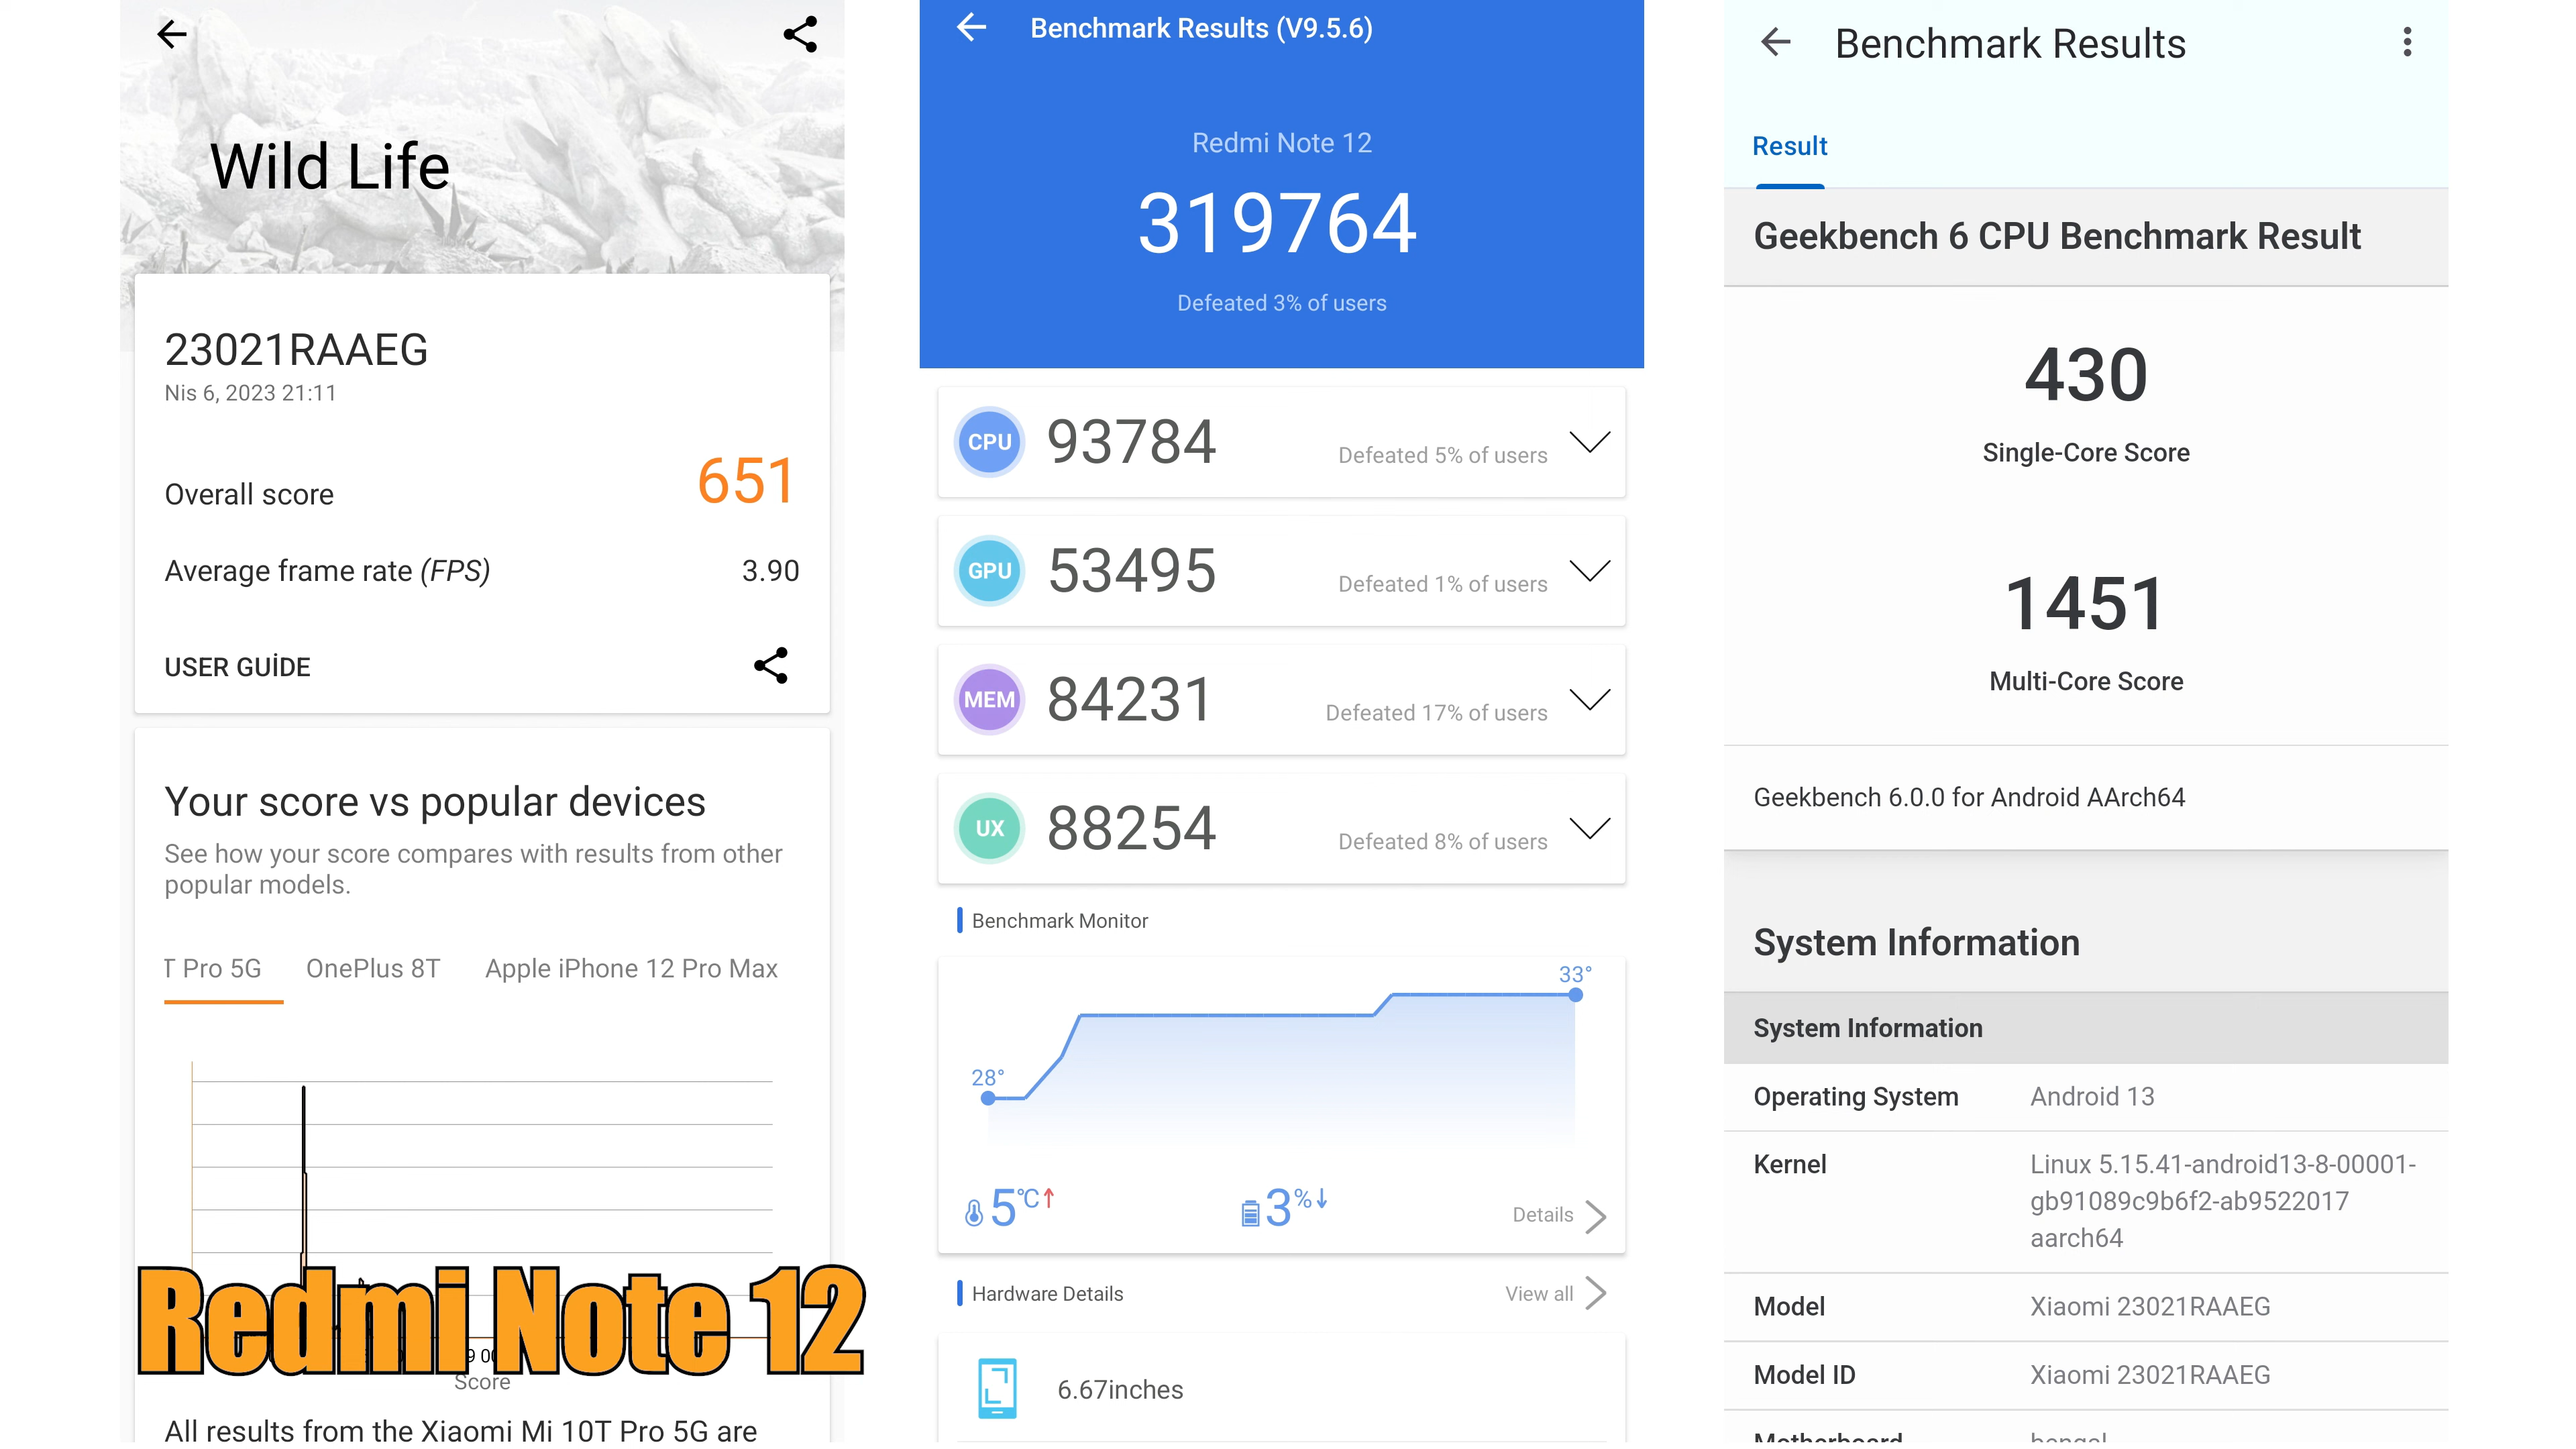 Wild Life
23021RAAEG
Nis 6, 2023 21:11
Overall score
651
Average frame rate (FPS)
3.90
USER GUİDE
Your score vs popular devices
See how your score compares with results from other
popular models.
T Pro 5G OnePlus 8T Apple iPhone 12 Pro Max
Redmi Note 12
Score
All results from the Xiaomi Mi 10T Pro 5G are
Benchmark Results (V9.5.6)
Redmi Note 12
319764
Defeated 3% of users
CPU 93784 Defeated 5% of users
GPU 53495 Defeated 1% of users
MEM 84231 Defeated 17% of users
UX 88254 Defeated 8% of users
Benchmark Monitor
33°
28°
5°C↑ 3%↓ Details
Hardware Details View all
6.67inches
Benchmark Results
Result
Geekbench 6 CPU Benchmark Result
430
Single-Core Score
1451
Multi-Core Score
Geekbench 6.0.0 for Android AArch64
System Information
System Information
Operating System Android 13
Kernel Linux 5.15.41-android13-8-00001-
gb91089c9b6f2-ab9522017
aarch64
Model Xiaomi 23021RAAEG
Model ID Xiaomi 23021RAAEG
Motherboard bengal